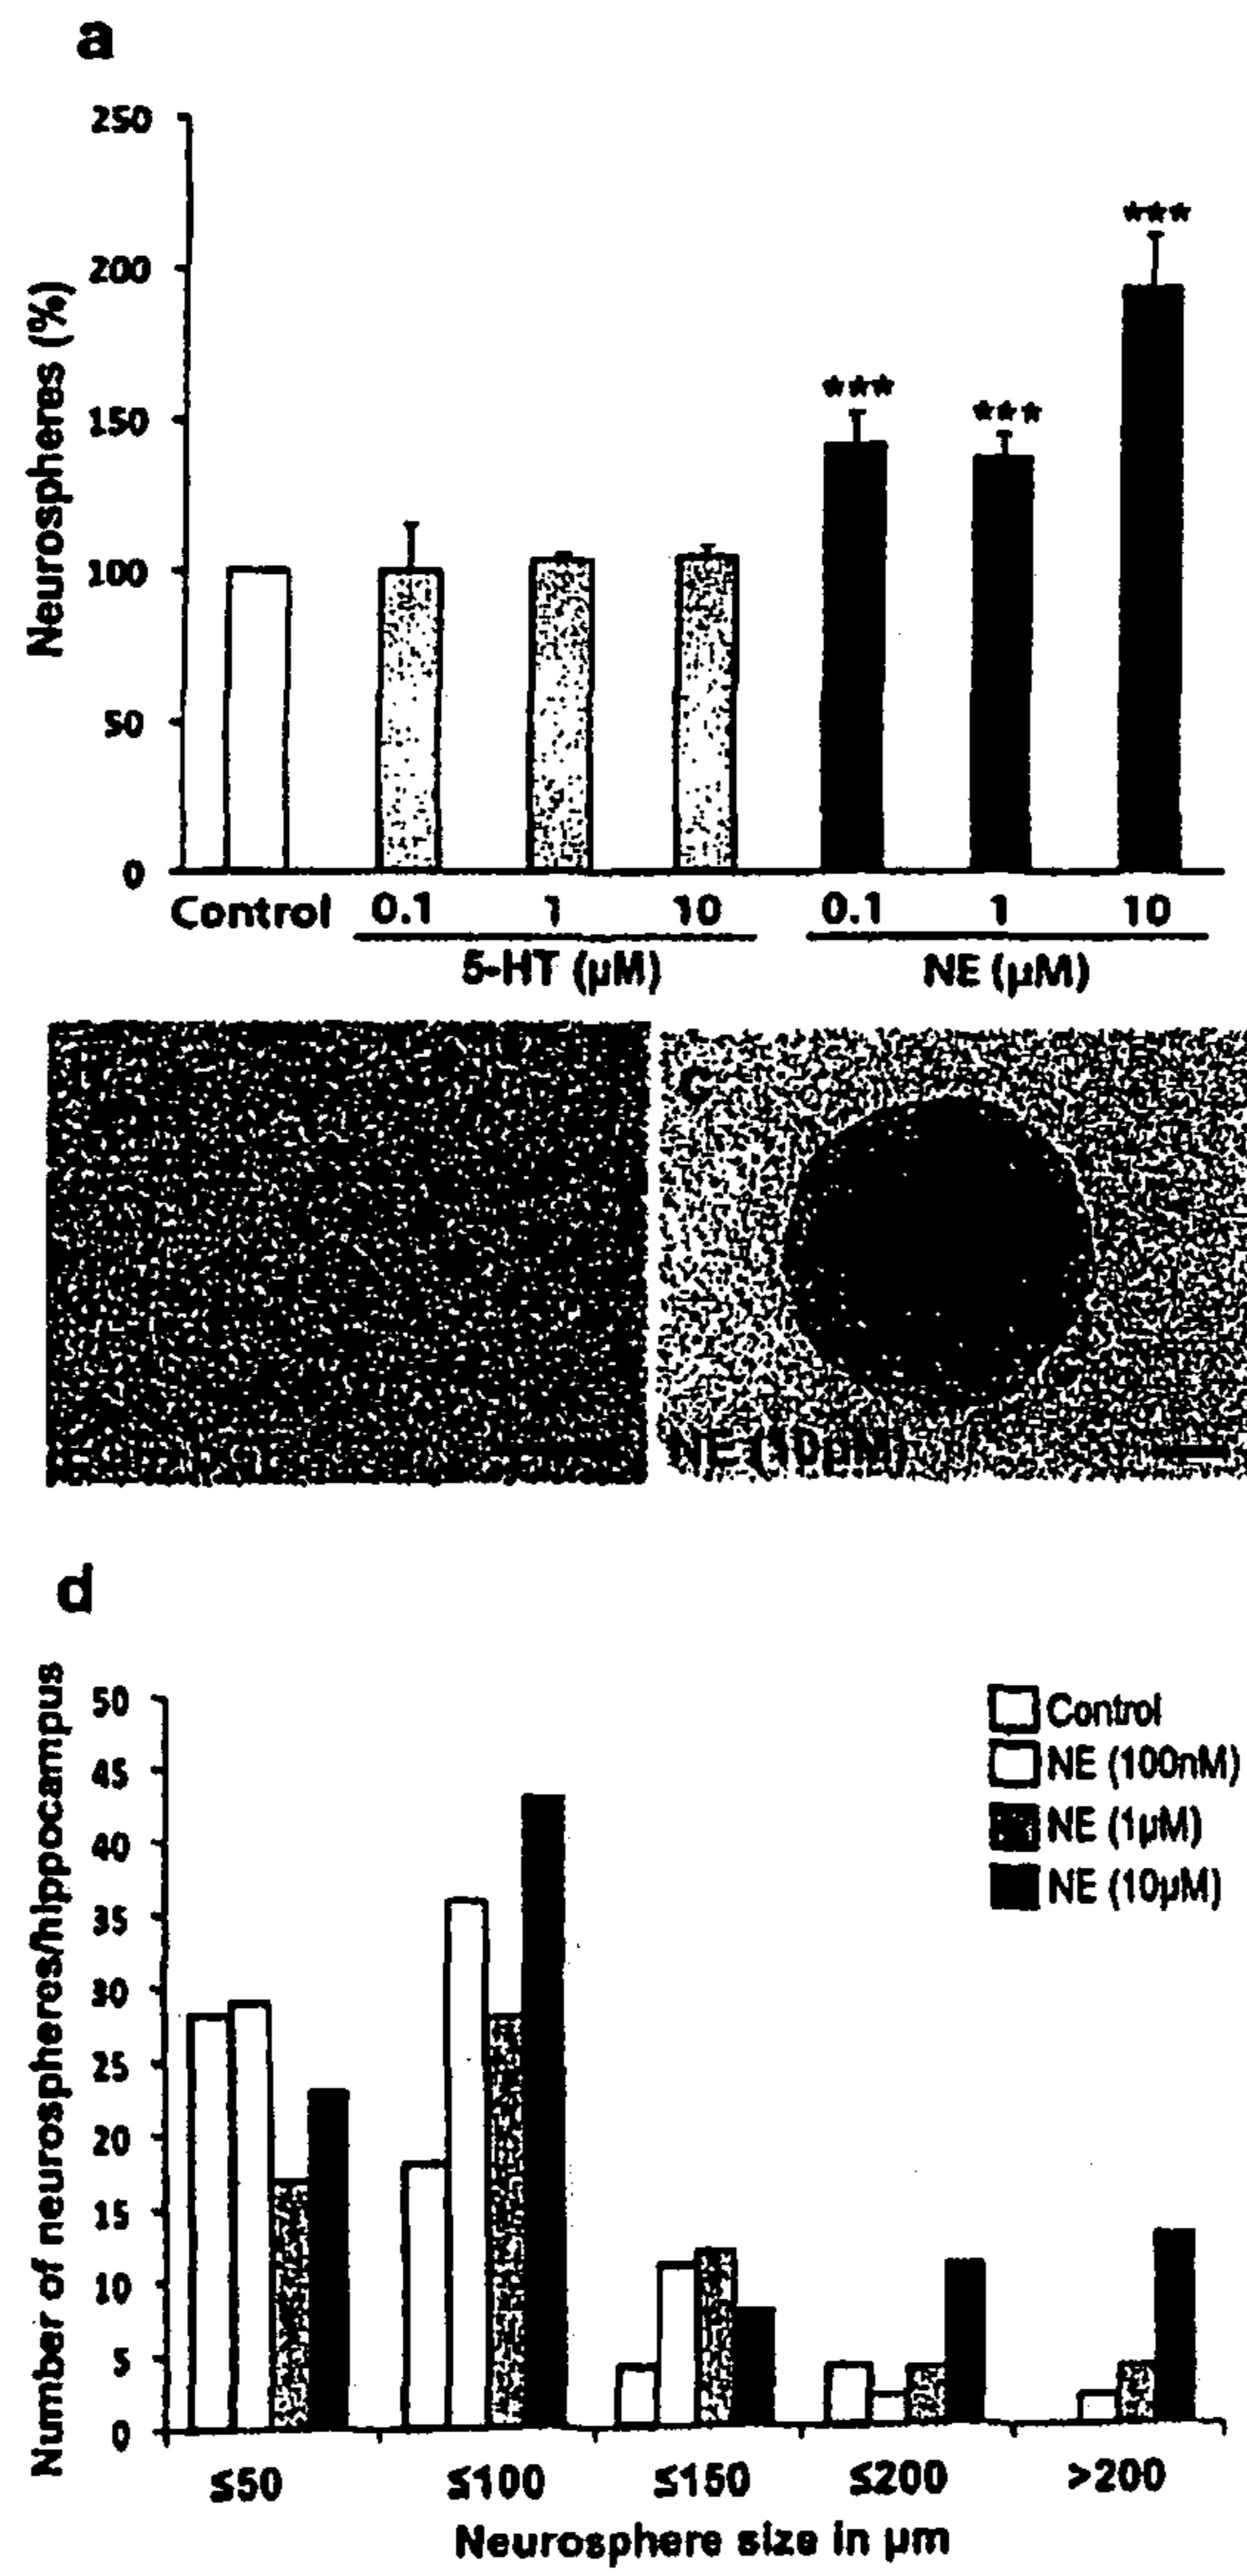 a
250
200
150
100
50
0
Neurospheres (%)
***
***
***
Control 0.1 1 10 0.1 1 10
5-HT (µM) NE (µM)
c
NE (10µM)
d
Number of neurospheres/hippocampus
50
45
40
35
30
25
20
15
10
5
0
Control
NE (100nM)
NE (1µM)
NE (10µM)
≤50 ≤100 ≤150 ≤200 >200
Neurosphere size in µm